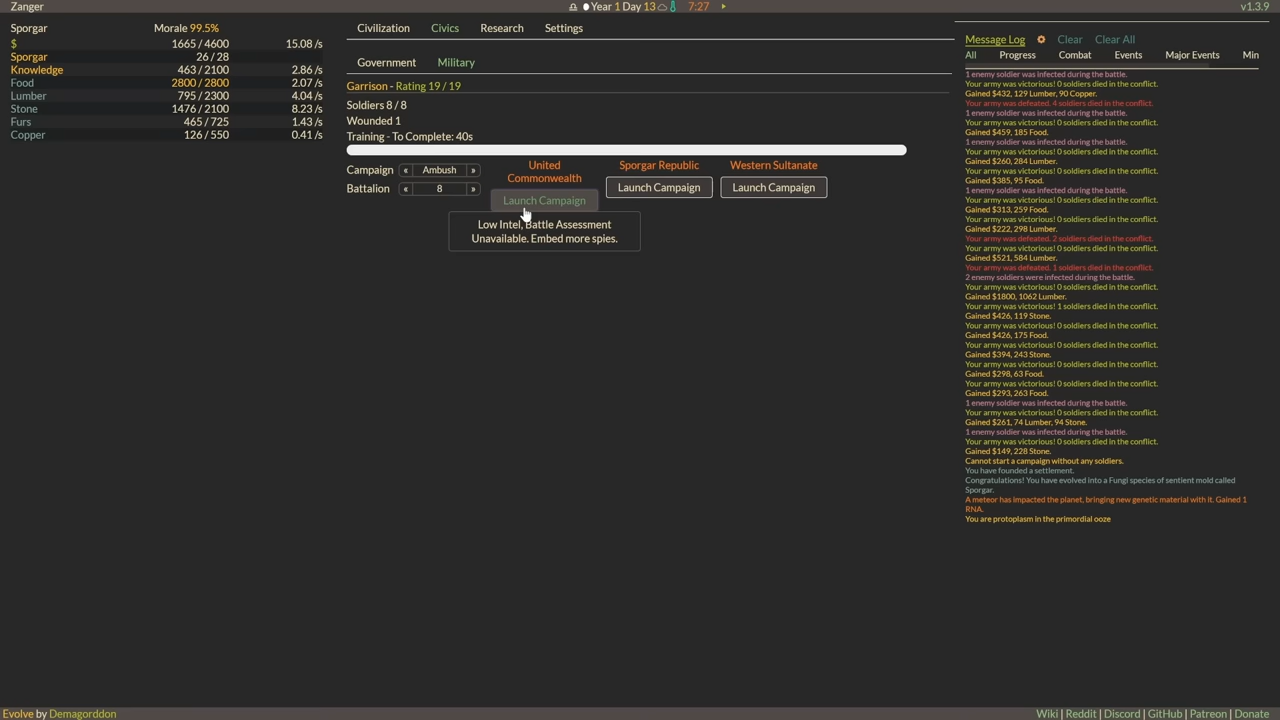 Zanger
Year 1 Day 13
7:27
v1.3.9
Sporgar Morale 99.5%
$ 1665 / 4600 15.08 /s
Sporgar 26 / 28
Knowledge 463 / 2100 2.86 /s
Food 2800 / 2800 2.07 /s
Lumber 795 / 2300 4.04 /s
Stone 1476 / 2100 8.23 /s
Furs 465 / 725 1.43 /s
Copper 126 / 550 0.41 /s
Civilization Civics Research Settings
Government Military
Garrison - Rating 19 / 19
Soldiers 8 / 8
Wounded 1
Training - To Complete: 40s
Campaign « Ambush »
Battalion « 8 »
United
Commonwealth
Launch Campaign
Sporgar Republic
Launch Campaign
Western Sultanate
Launch Campaign
Low Intel, Battle Assessment
Unavailable. Embed more spies.
Message Log Clear Clear All
All Progress Combat Events Major Events Min
1 enemy soldier was infected during the battle.
Your army was victorious! 0 soldiers died in the conflict.
Gained $432, 129 Lumber, 90 Copper.
Your army was defeated. 4 soldiers died in the conflict.
1 enemy soldier was infected during the battle.
Your army was victorious! 0 soldiers died in the conflict.
Gained $459, 185 Food.
1 enemy soldier was infected during the battle.
Your army was victorious! 0 soldiers died in the conflict.
Gained $260, 284 Lumber.
Your army was victorious! 0 soldiers died in the conflict.
Gained $385, 95 Food.
1 enemy soldier was infected during the battle.
Your army was victorious! 0 soldiers died in the conflict.
Gained $313, 259 Food.
Your army was victorious! 0 soldiers died in the conflict.
Gained $222, 298 Lumber.
Your army was defeated. 2 soldiers died in the conflict.
Your army was victorious! 0 soldiers died in the conflict.
Gained $521, 584 Lumber.
Your army was defeated. 1 soldiers died in the conflict.
2 enemy soldiers were infected during the battle.
Your army was victorious! 0 soldiers died in the conflict.
Gained $1800, 1062 Lumber.
Your army was victorious! 1 soldiers died in the conflict.
Gained $426, 119 Stone.
Your army was victorious! 0 soldiers died in the conflict.
Gained $426, 175 Food.
Your army was victorious! 0 soldiers died in the conflict.
Gained $394, 243 Stone.
Your army was victorious! 0 soldiers died in the conflict.
Gained $298, 63 Food.
Your army was victorious! 0 soldiers died in the conflict.
Gained $293, 263 Food.
1 enemy soldier was infected during the battle.
Your army was victorious! 0 soldiers died in the conflict.
Gained $261, 74 Lumber, 94 Stone.
1 enemy soldier was infected during the battle.
Your army was victorious! 0 soldiers died in the conflict.
Gained $149, 228 Stone.
Cannot start a campaign without any soldiers.
You have founded a settlement.
Congratulations! You have evolved into a Fungi species of sentient mold called
Sporgar.
A meteor has impacted the planet, bringing new genetic material with it. Gained 1
RNA.
You are protoplasm in the primordial ooze
Evolve by Demagorddon
Wiki | Reddit | Discord | GitHub | Patreon | Donate